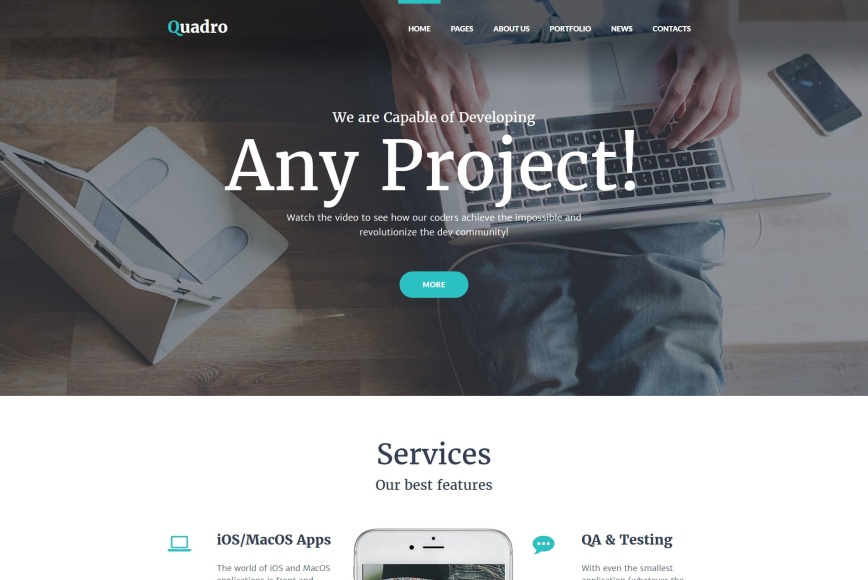 Quadro
HOME PAGES ABOUT US PORTFOLIO NEWS CONTACTS
We are Capable of Developing
Any Project!
Watch the video to see how our coders achieve the impossible and
revolutionize the dev community!
MORE
Services
Our best features
iOS/MacOS Apps
The world of iOS and MacOS
applications is front and
QA & Testing
With even the smallest
application (whatever the